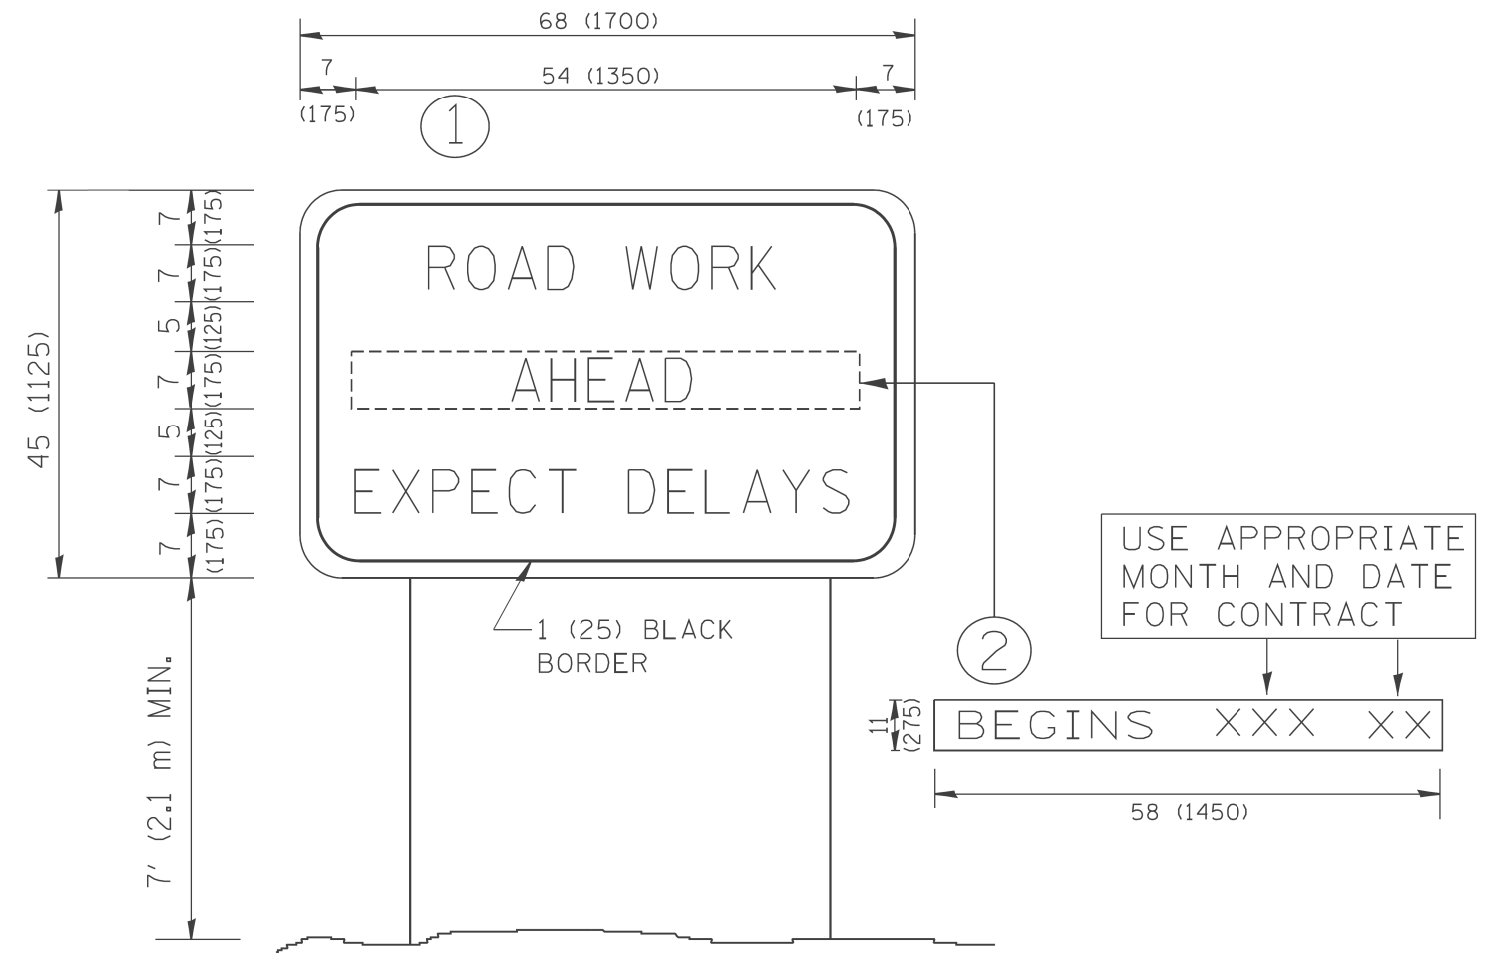 68 (1700)
7 54 (1350) 7
(175) (175)
1
7 (175)
7 (175)
5 (125)
7 (175)
5 (125)
7 (175)
7 (175)
45 (1125)
ROAD WORK
AHEAD
EXPECT DELAYS
1 (25) BLACK
BORDER
7' (2.1 m) MIN.
USE APPROPRIATE
MONTH AND DATE
FOR CONTRACT
2
11
(275)
BEGINS XXX XX
58 (1450)